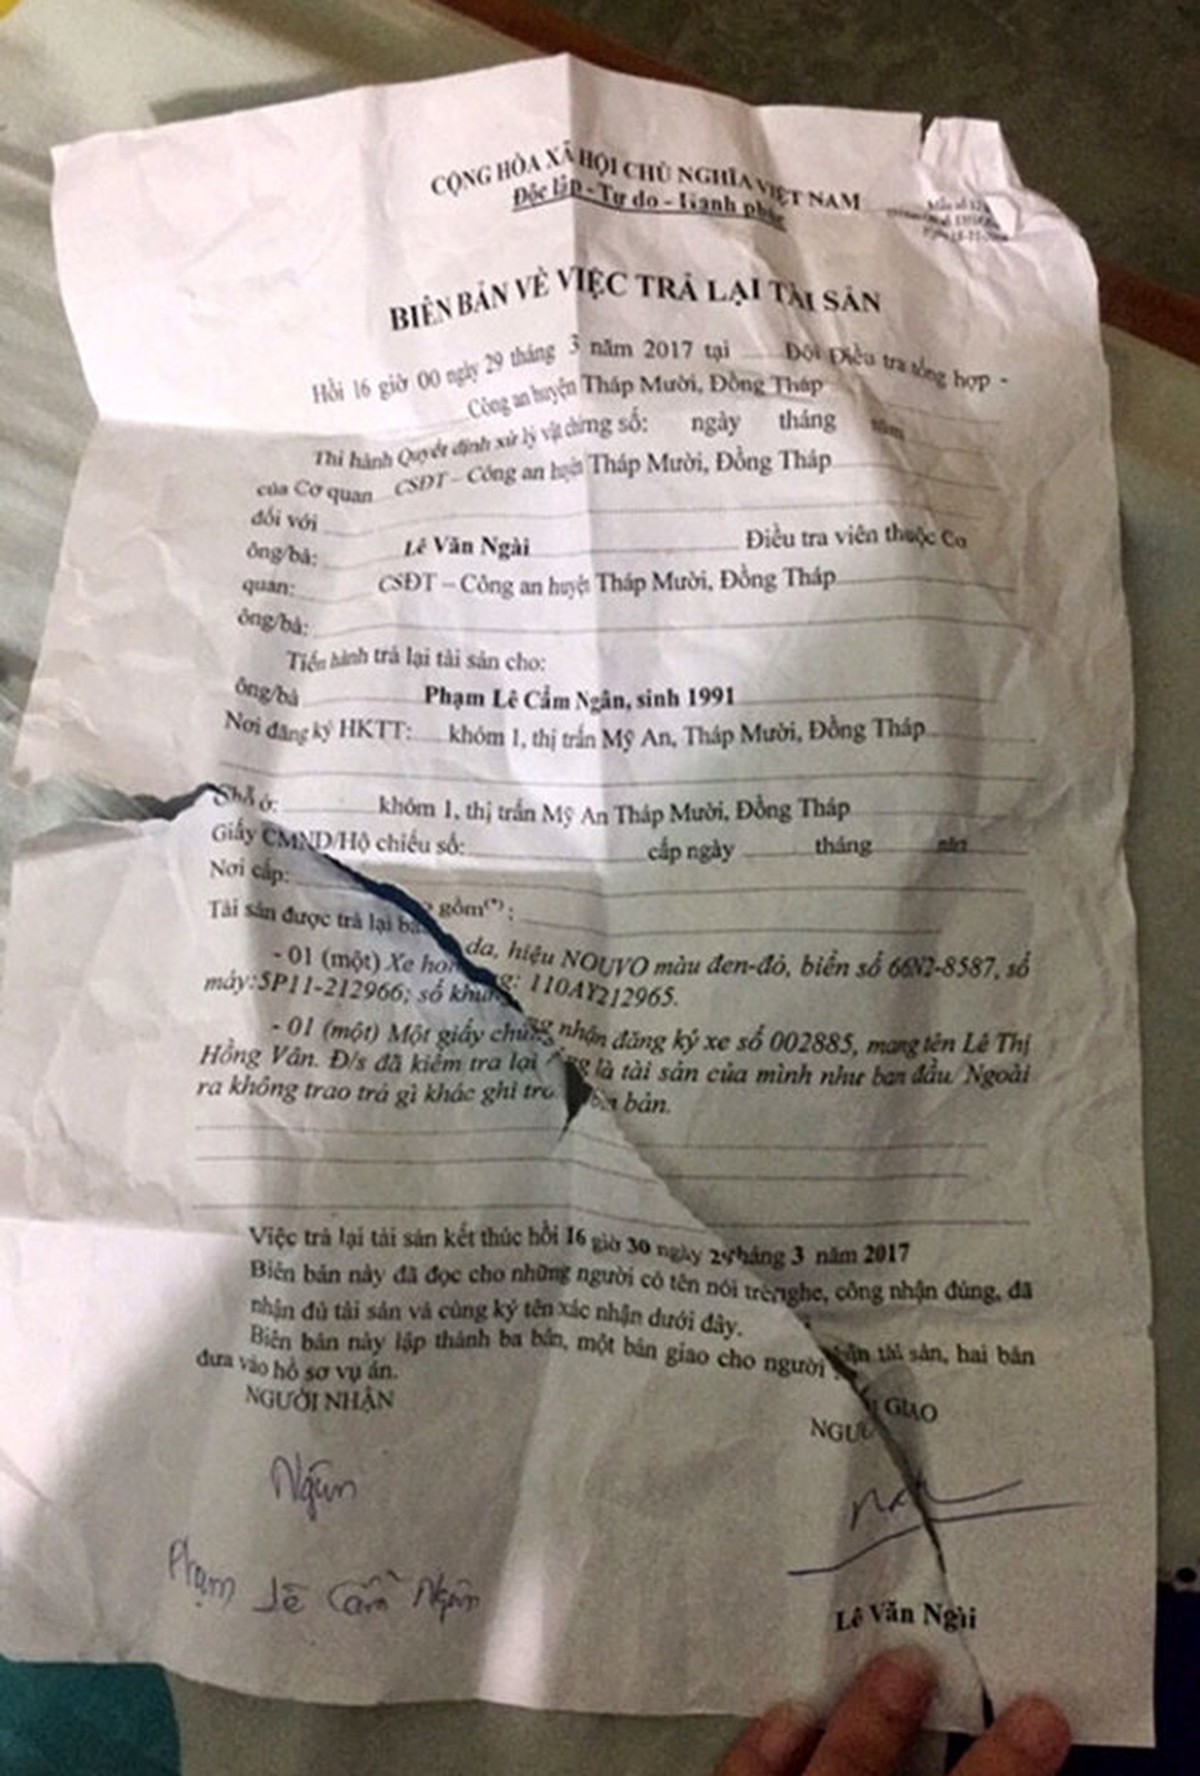 CỘNG HÒA XÃ HỘI CHỦ NGHĨA VIỆT NAM
Độc lập - Tự do - Hạnh phúc
BIÊN BẢN VỀ VIỆC TRẢ LẠI TÀI SẢN
Hồi 16 giờ 00 ngày 29 tháng 3 năm 2017 tại Đội Điều tra tổng hợp -
Công an huyện Tháp Mười, Đồng Tháp
Thi hành Quyết định xử lý vật chứng số: ngày tháng năm
của Cơ quan CSĐT – Công an huyện Tháp Mười, Đồng Tháp
đối với
ông/bà: Lê Văn Ngài Điều tra viên thuộc Cơ
quan: CSĐT – Công an huyện Tháp Mười, Đồng Tháp
ông/bà:
Tiến hành trả lại tài sản cho:
ông/bà Phạm Lê Cẩm Ngân, sinh 1991
Nơi đăng ký HKTT: khóm 1, thị trấn Mỹ An, Tháp Mười, Đồng Tháp
Chỗ ở: khóm 1, thị trấn Mỹ An Tháp Mười, Đồng Tháp
Giấy CMND/Hộ chiếu số: cấp ngày tháng năm
Nơi cấp:
Tài sản được trả lại gồm(*):
- 01 (một) Xe honda, hiệu NOUVO màu đen-đỏ, biển số 66N2-8587, số
máy:5P11-212966; số khung: 110AY212965.
- 01 (một) Một giấy chứng nhận đăng ký xe số 002885, mang tên Lê Thị
Hồng Vân. Đ/s đã kiểm tra lại là tài sản của mình như ban đầu. Ngoài
ra không trao trả gì khác ghi bản.
Việc trả lại tài sản kết thúc hồi 16 giờ 30 ngày 29 tháng 3 năm 2017
Biên bản này đã đọc cho những người có tên nói trên nghe, công nhận đúng, đã
nhận đủ tài sản và cùng ký tên xác nhận dưới đây.
Biên bản này lập thành ba bản, một bản giao cho người nhận tài sản, hai bản
đưa vào hồ sơ vụ án.
NGƯỜI NHẬN NGƯỜI GIAO
Ngân
Phạm Lê Cẩm Ngân
Lê Văn Ngài